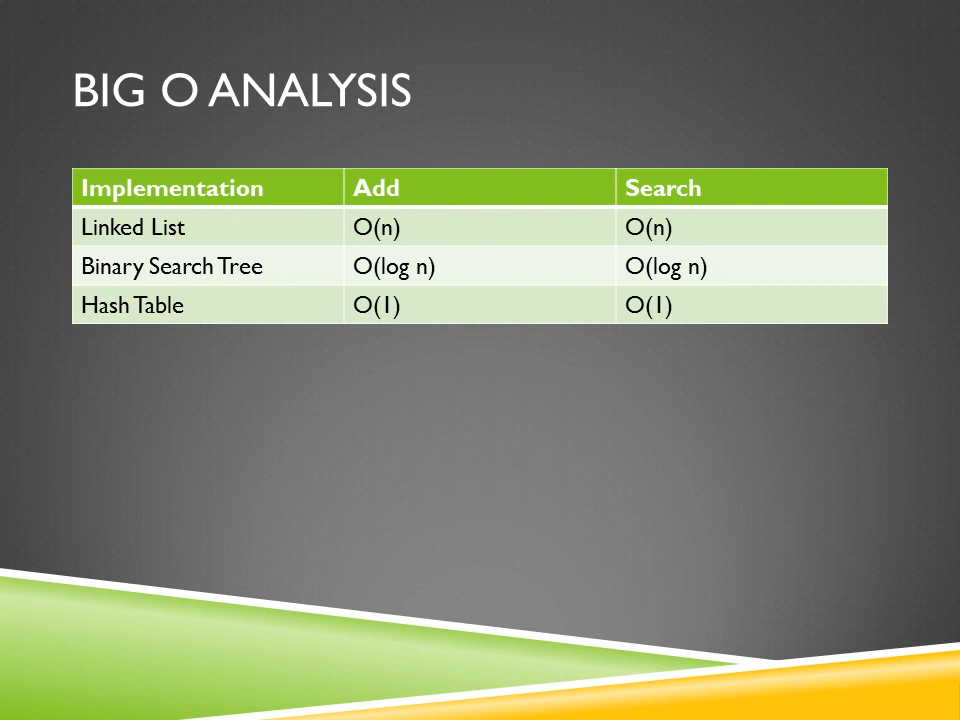 BIG O ANALYSIS
Implementation Add Search
Linked List O(n) O(n)
Binary Search Tree O(log n) O(log n)
Hash Table O(1) O(1)